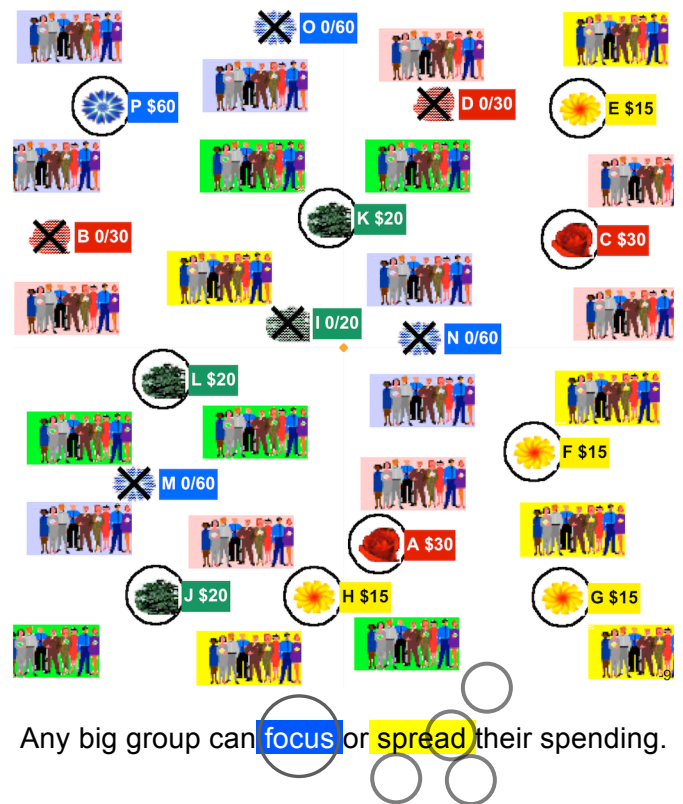 O 0/60
D 0/30
P $60
E $15
K $20
B 0/30
C $30
I 0/20
N 0/60
L $20
F $15
M 0/60
A $30
J $20
H $15
G $15
Any big group can focus or spread their spending.